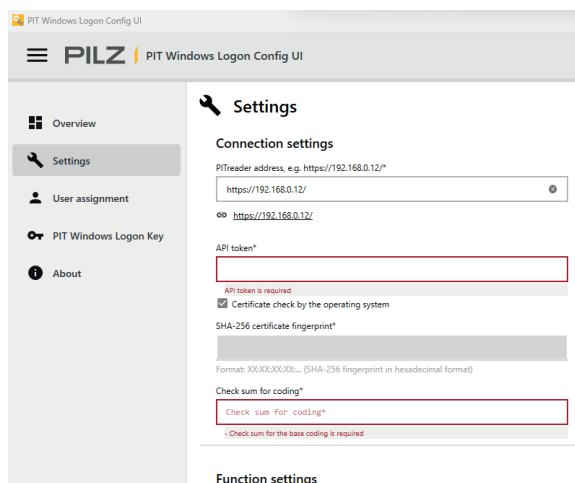 PIT Windows Logon Config UI
PILZ PIT Windows Logon Config UI
Overview
Settings
User assignment
PIT Windows Logon Key
About
Settings
Connection settings
PITreader address, e.g. https://192.168.0.12/*
https://192.168.0.12/
https://192.168.0.12/
API token*
API token is required
Certificate check by the operating system
SHA-256 certificate fingerprint*
Format: XX:XX:XX:XX:... (SHA-256 fingerprint in hexadecimal format)
Check sum for coding*
Check sum for coding*
- Check sum for the base coding is required
Function settings